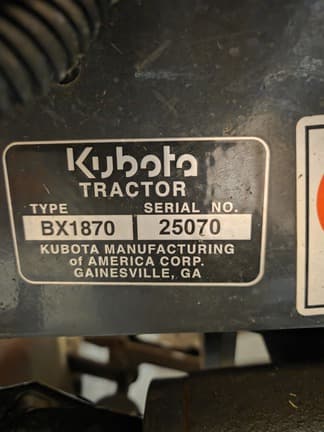 Kubota
TRACTOR
TYPE SERIAL NO.
BX1870 25070
KUBOTA MANUFACTURING
of AMERICA CORP.
GAINESVILLE, GA